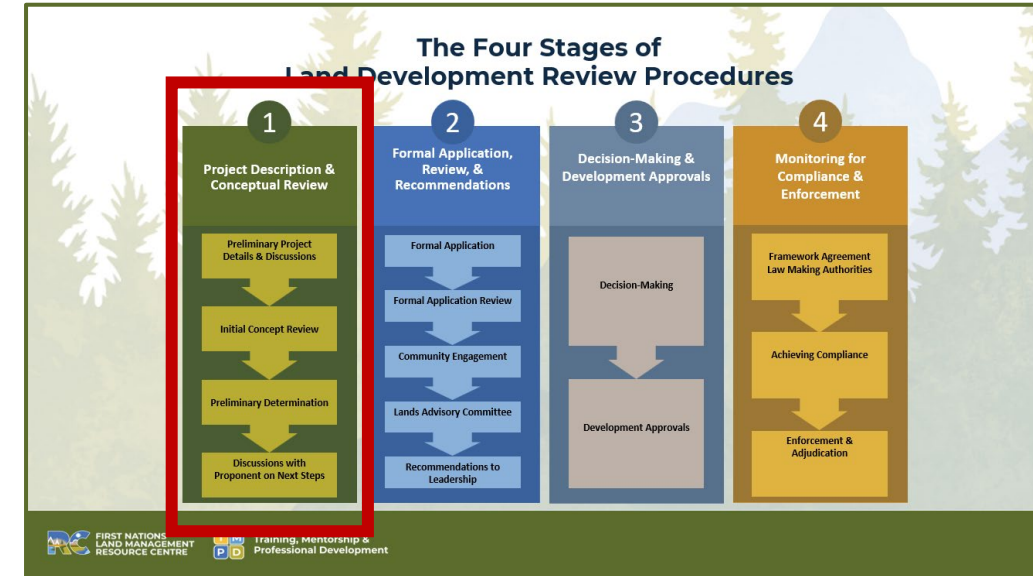 The Four Stages of
Land Development Review Procedures
1
Project Description &
Conceptual Review
Preliminary Project
Details & Discussions
Initial Concept Review
Preliminary Determination
Discussions with
Proponent on Next Steps
2
Formal Application,
Review, &
Recommendations
Formal Application
Formal Application Review
Community Engagement
Lands Advisory Committee
Recommendations to
Leadership
3
Decision-Making &
Development Approvals
Decision-Making
Development Approvals
4
Monitoring for
Compliance &
Enforcement
Framework Agreement
Law Making Authorities
Achieving Compliance
Enforcement &
Adjudication
RC
FIRST NATIONS
LAND MANAGEMENT
RESOURCE CENTRE
T M
P D
Training, Mentorship &
Professional Development